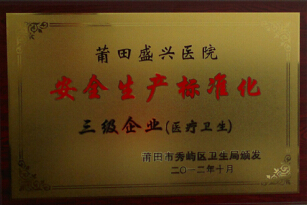 莆田盛兴医院
安全生产标准化
三级企业(医疗卫生)
莆田市秀屿区卫生局颁发
二〇一二年十月